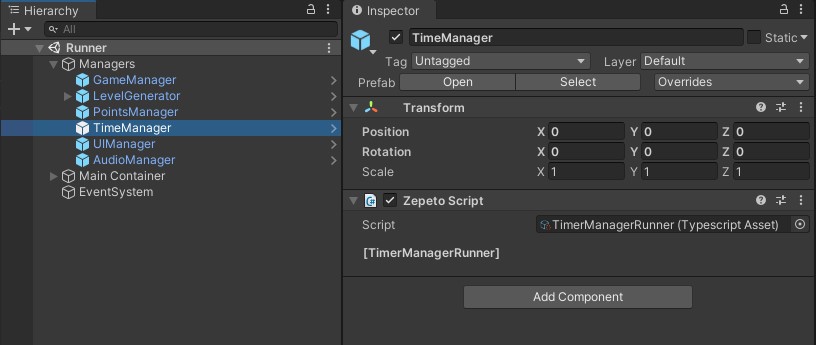 Hierarchy
All
Runner
Managers
GameManager
LevelGenerator
PointsManager
TimeManager
UIManager
AudioManager
Main Container
EventSystem
Inspector
TimeManager Static
Tag Untagged Layer Default
Prefab Open Select Overrides
Transform
Position X 0 Y 0 Z 0
Rotation X 0 Y 0 Z 0
Scale X 1 Y 1 Z 1
Zepeto Script
Script TimerManagerRunner (Typescript Asset)
[TimerManagerRunner]
Add Component